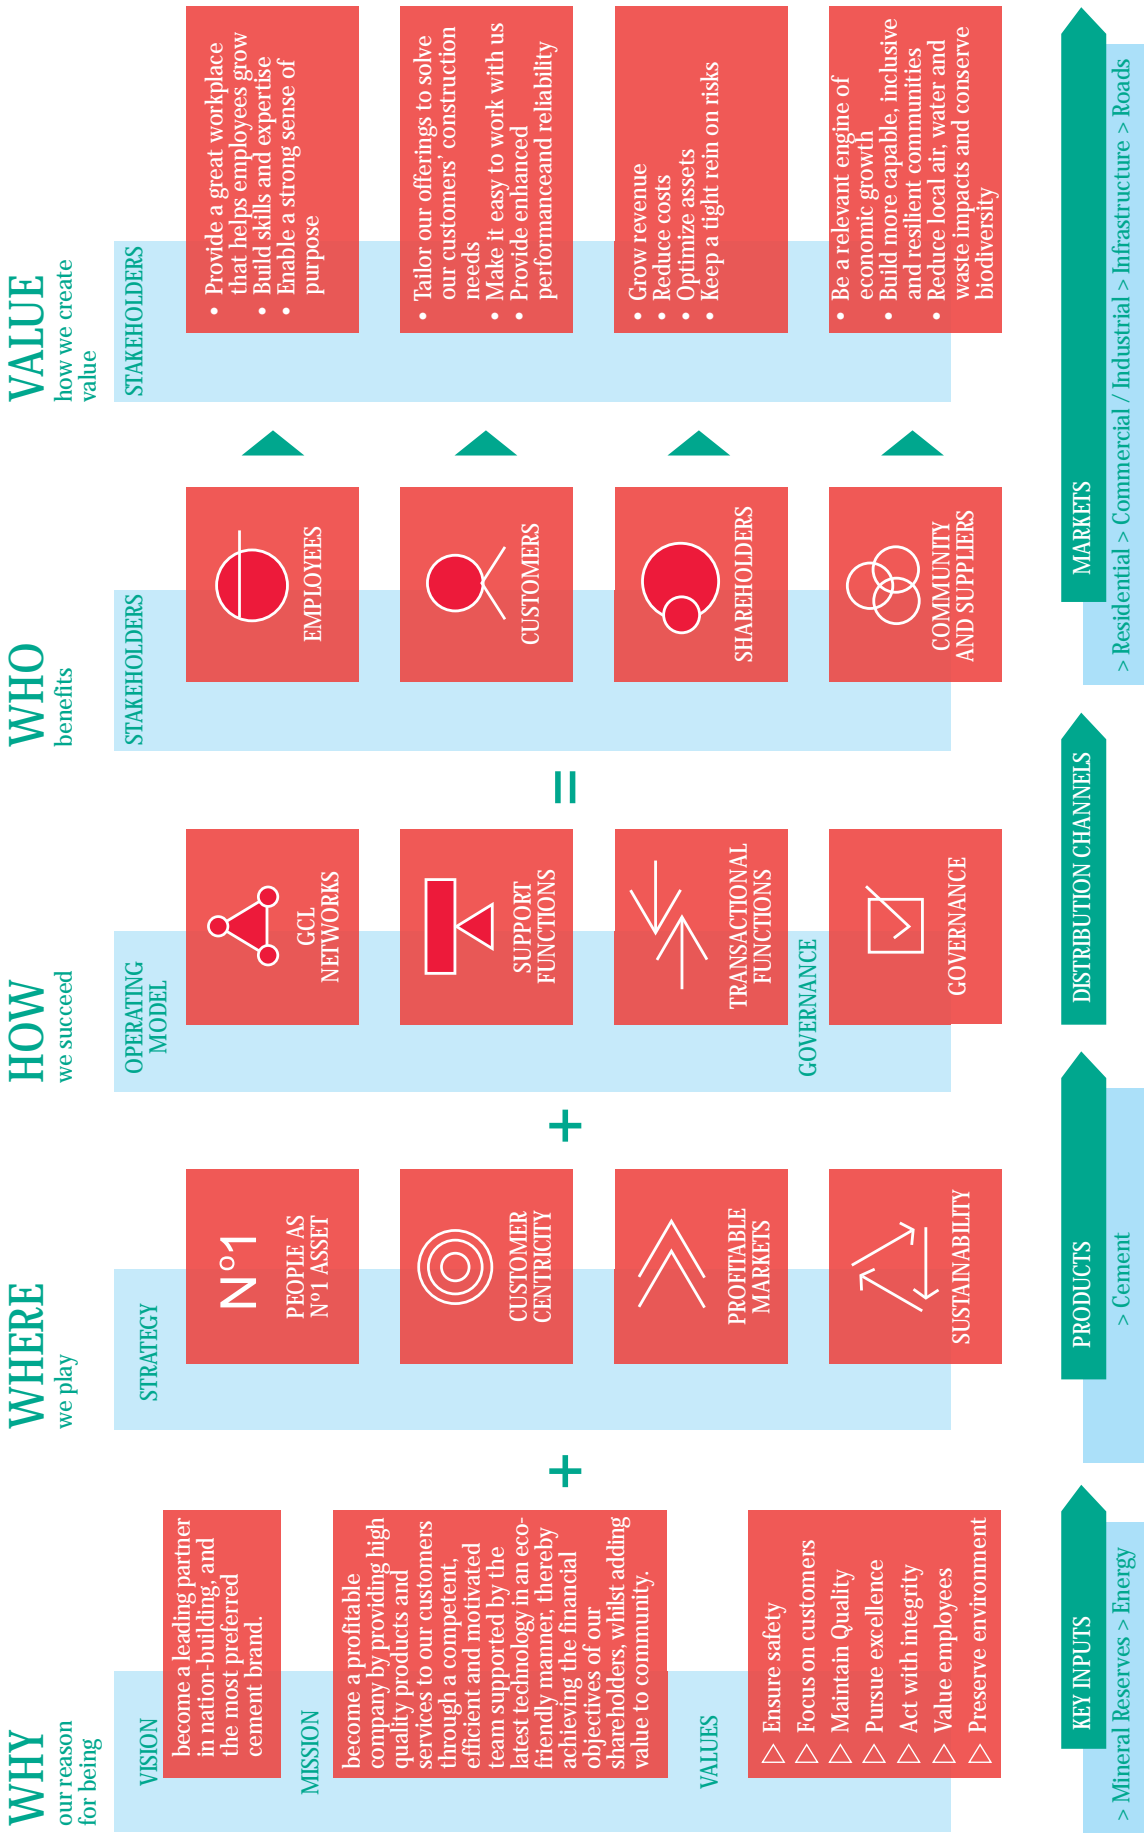 WHY
our reason
for being
VISION
become a leading partner
in nation-building, and
the most preferred
cement brand.
MISSION
become a profitable
company by providing high
quality products and
services to our customers
through a competent,
efficient and motivated
team supported by the
latest technology in an eco-
friendly manner, thereby
achieving the financial
objectives of our
shareholders, whilst adding
value to community.
VALUES
Ensure safety
Focus on customers
Maintain Quality
Pursue excellence
Act with integrity
Value employees
Preserve environment
+
WHERE
we play
STRATEGY
Nº1
PEOPLE AS
Nº1 ASSET
CUSTOMER
CENTRICITY
PROFITABLE
MARKETS
SUSTAINABILITY
+
HOW
we succeed
OPERATING
MODEL
GCL
NETWORKS
SUPPORT
FUNCTIONS
TRANSACTIONAL
FUNCTIONS
GOVERNANCE
GOVERNANCE
=
WHO
benefits
STAKEHOLDERS
EMPLOYEES
CUSTOMERS
SHAREHOLDERS
COMMUNITY
AND SUPPLIERS
VALUE
how we create
value
STAKEHOLDERS
• Provide a great workplace
that helps employees grow
• Build skills and expertise
• Enable a strong sense of
purpose
• Tailor our offerings to solve
our customers’ construction
needs
• Make it easy to work with us
• Provide enhanced
performanceand reliability
• Grow revenue
• Reduce costs
• Optimize assets
• Keep a tight rein on risks
• Be a relevant engine of
economic growth
• Build more capable, inclusive
and resilient communities
• Reduce local air, water and
waste impacts and conserve
biodiversity
KEY INPUTS
> Mineral Reserves > Energy
PRODUCTS
> Cement
DISTRIBUTION CHANNELS
MARKETS
> Residential > Commercial / Industrial > Infrastructure > Roads